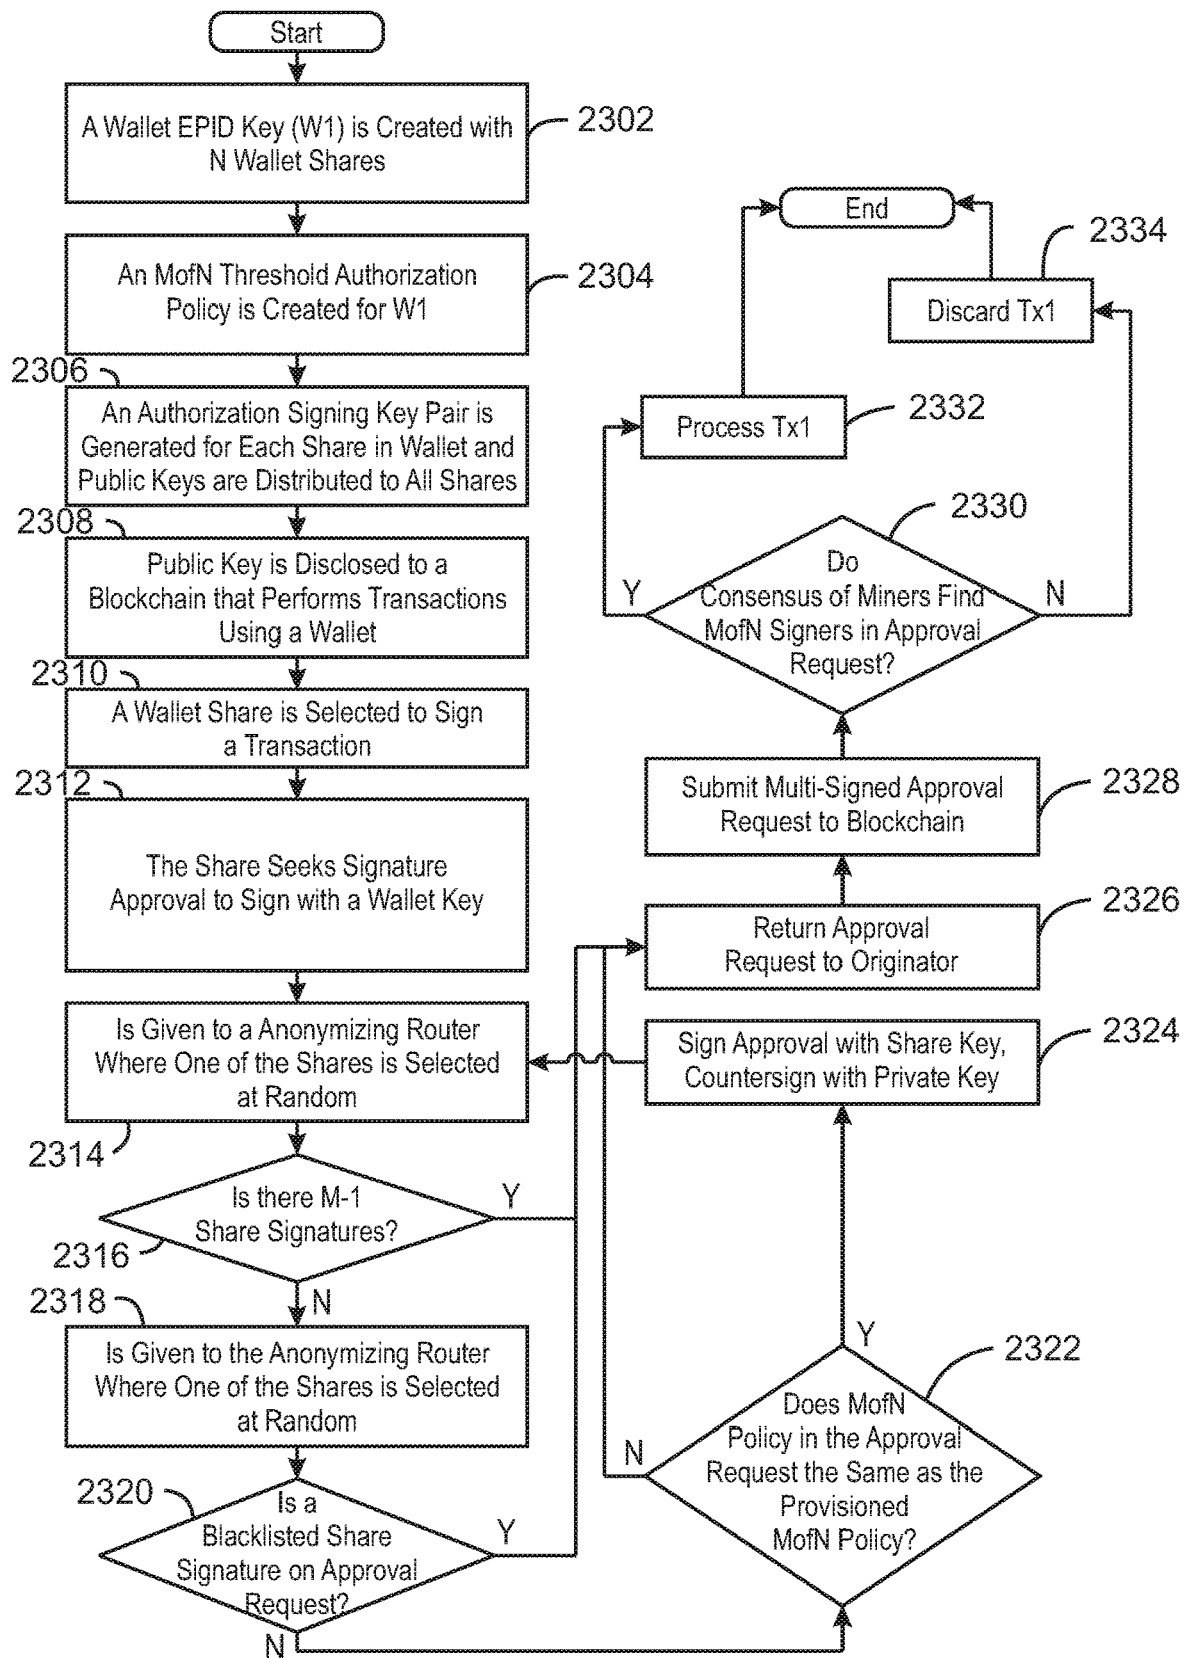 Start
A Wallet EPID Key (W1) is Created with
N Wallet Shares
2302
An MofN Threshold Authorization
Policy is Created for W1
2304
2306
An Authorization Signing Key Pair is
Generated for Each Share in Wallet and
Public Keys are Distributed to All Shares
2308
Public Key is Disclosed to a
Blockchain that Performs Transactions
Using a Wallet
2310
A Wallet Share is Selected to Sign
a Transaction
2312
The Share Seeks Signature
Approval to Sign with a Wallet Key
Is Given to a Anonymizing Router
Where One of the Shares is Selected
at Random
2314
Is there M-1
Share Signatures?
2316
Y
N
2318
Is Given to the Anonymizing Router
Where One of the Shares is Selected
at Random
2320
Is a
Blacklisted Share
Signature on Approval
Request?
Y
N
2322
Does MofN
Policy in the Approval
Request the Same as the
Provisioned
MofN Policy?
Y
N
Sign Approval with Share Key,
Countersign with Private Key
2324
Return Approval
Request to Originator
2326
Submit Multi-Signed Approval
Request to Blockchain
2328
2330
Do
Consensus of Miners Find
MofN Signers in Approval
Request?
Y
N
Process Tx1
2332
Discard Tx1
2334
End